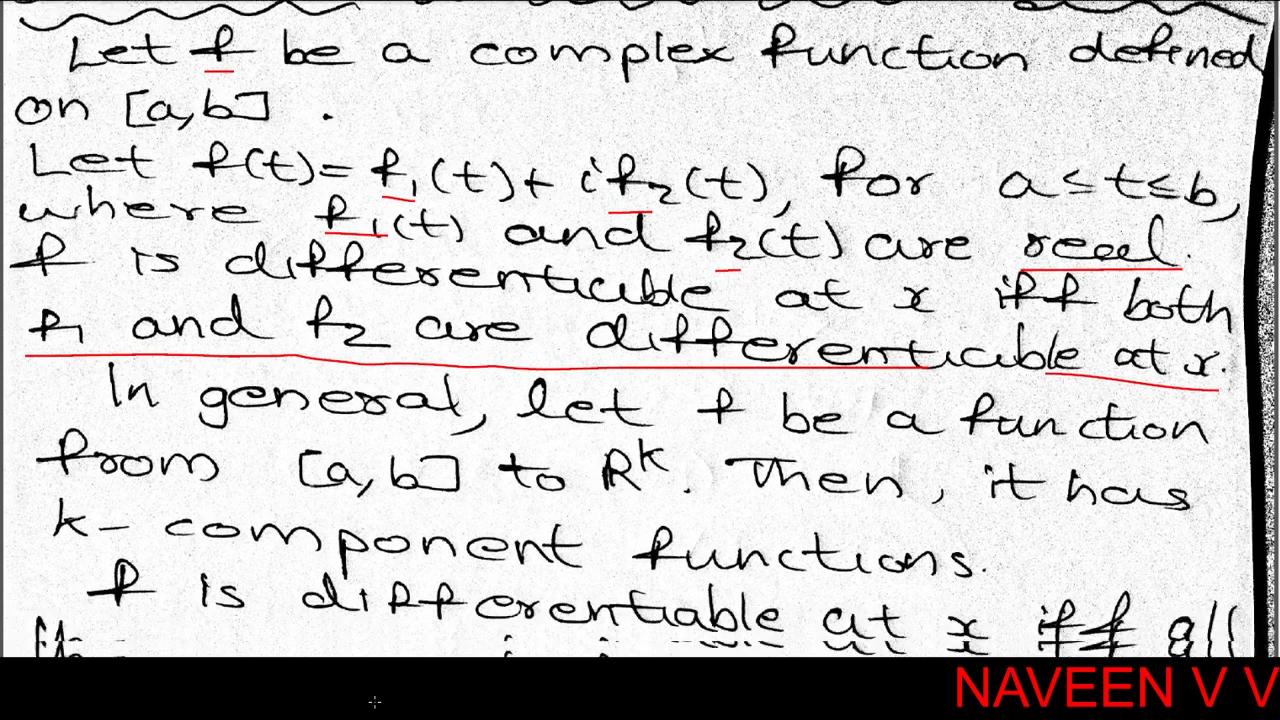 Let f be a complex function defined
on [a,b] .
Let f(t)= f₁(t)+ if₂(t), for a≤t≤b,
where f₁(t) and f₂(t) are real.
f is differentiable at x iff both
f₁ and f₂ are differentiable at x.
In general, let f be a function
from [a,b] to Rᵏ. Then, it has
k- component functions.
f is differentiable at x iff all
NAVEEN V V